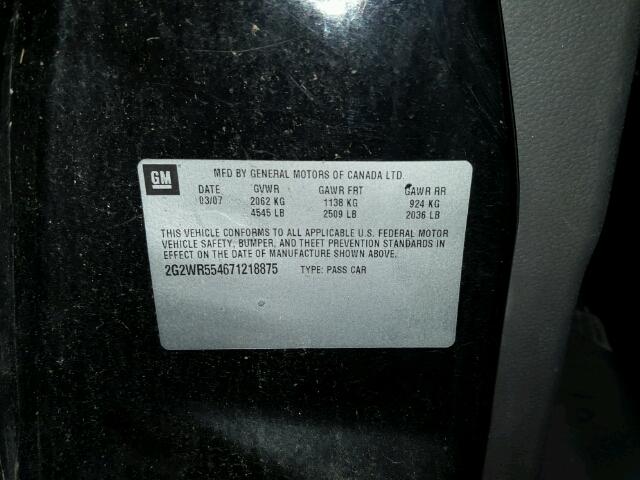 GM
MFD BY GENERAL MOTORS OF CANADA LTD.
DATE GVWR GAWR FRT GAWR RR
03/07 2062 KG 1138 KG 924 KG
4545 LB 2509 LB 2036 LB
THIS VEHICLE CONFORMS TO ALL APPLICABLE U.S. FEDERAL MOTOR
VEHICLE SAFETY, BUMPER, AND THEFT PREVENTION STANDARDS IN
EFFECT ON THE DATE OF MANUFACTURE SHOWN ABOVE.
2G2WR554671218875 TYPE: PASS CAR